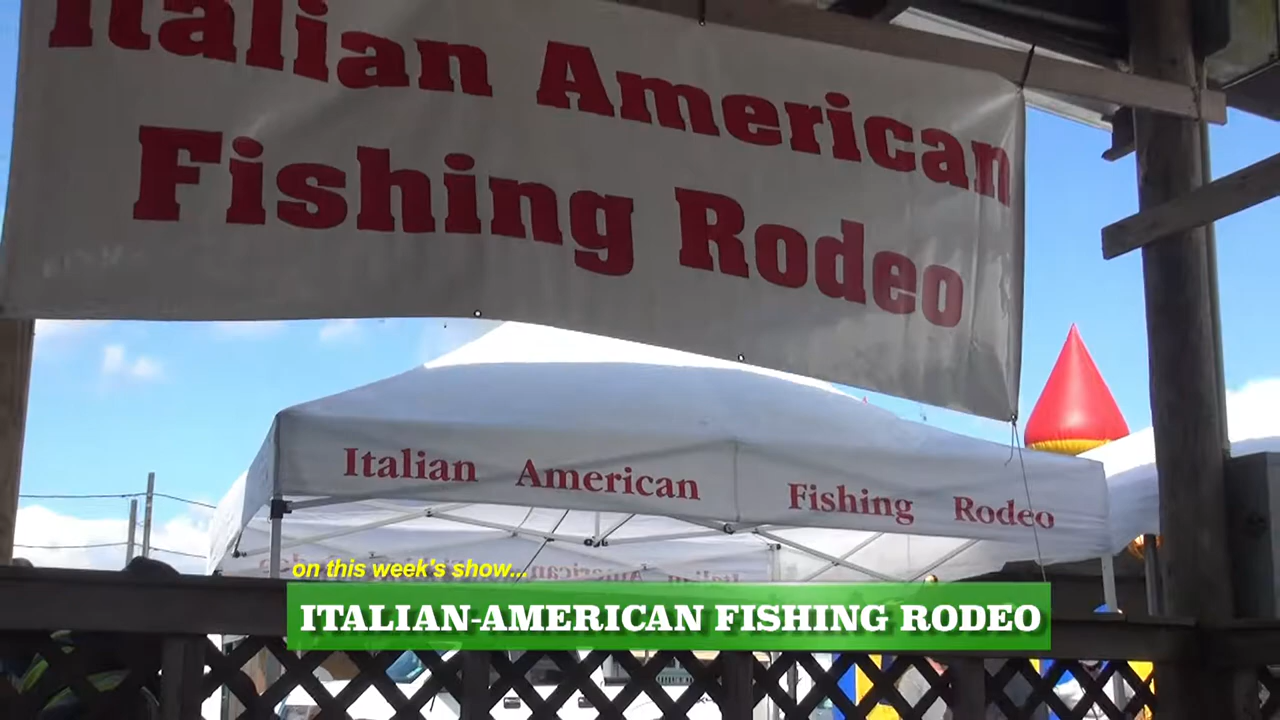 Italian American
Fishing Rodeo
Italian American Fishing Rodeo
on this week's show...
ITALIAN-AMERICAN FISHING RODEO